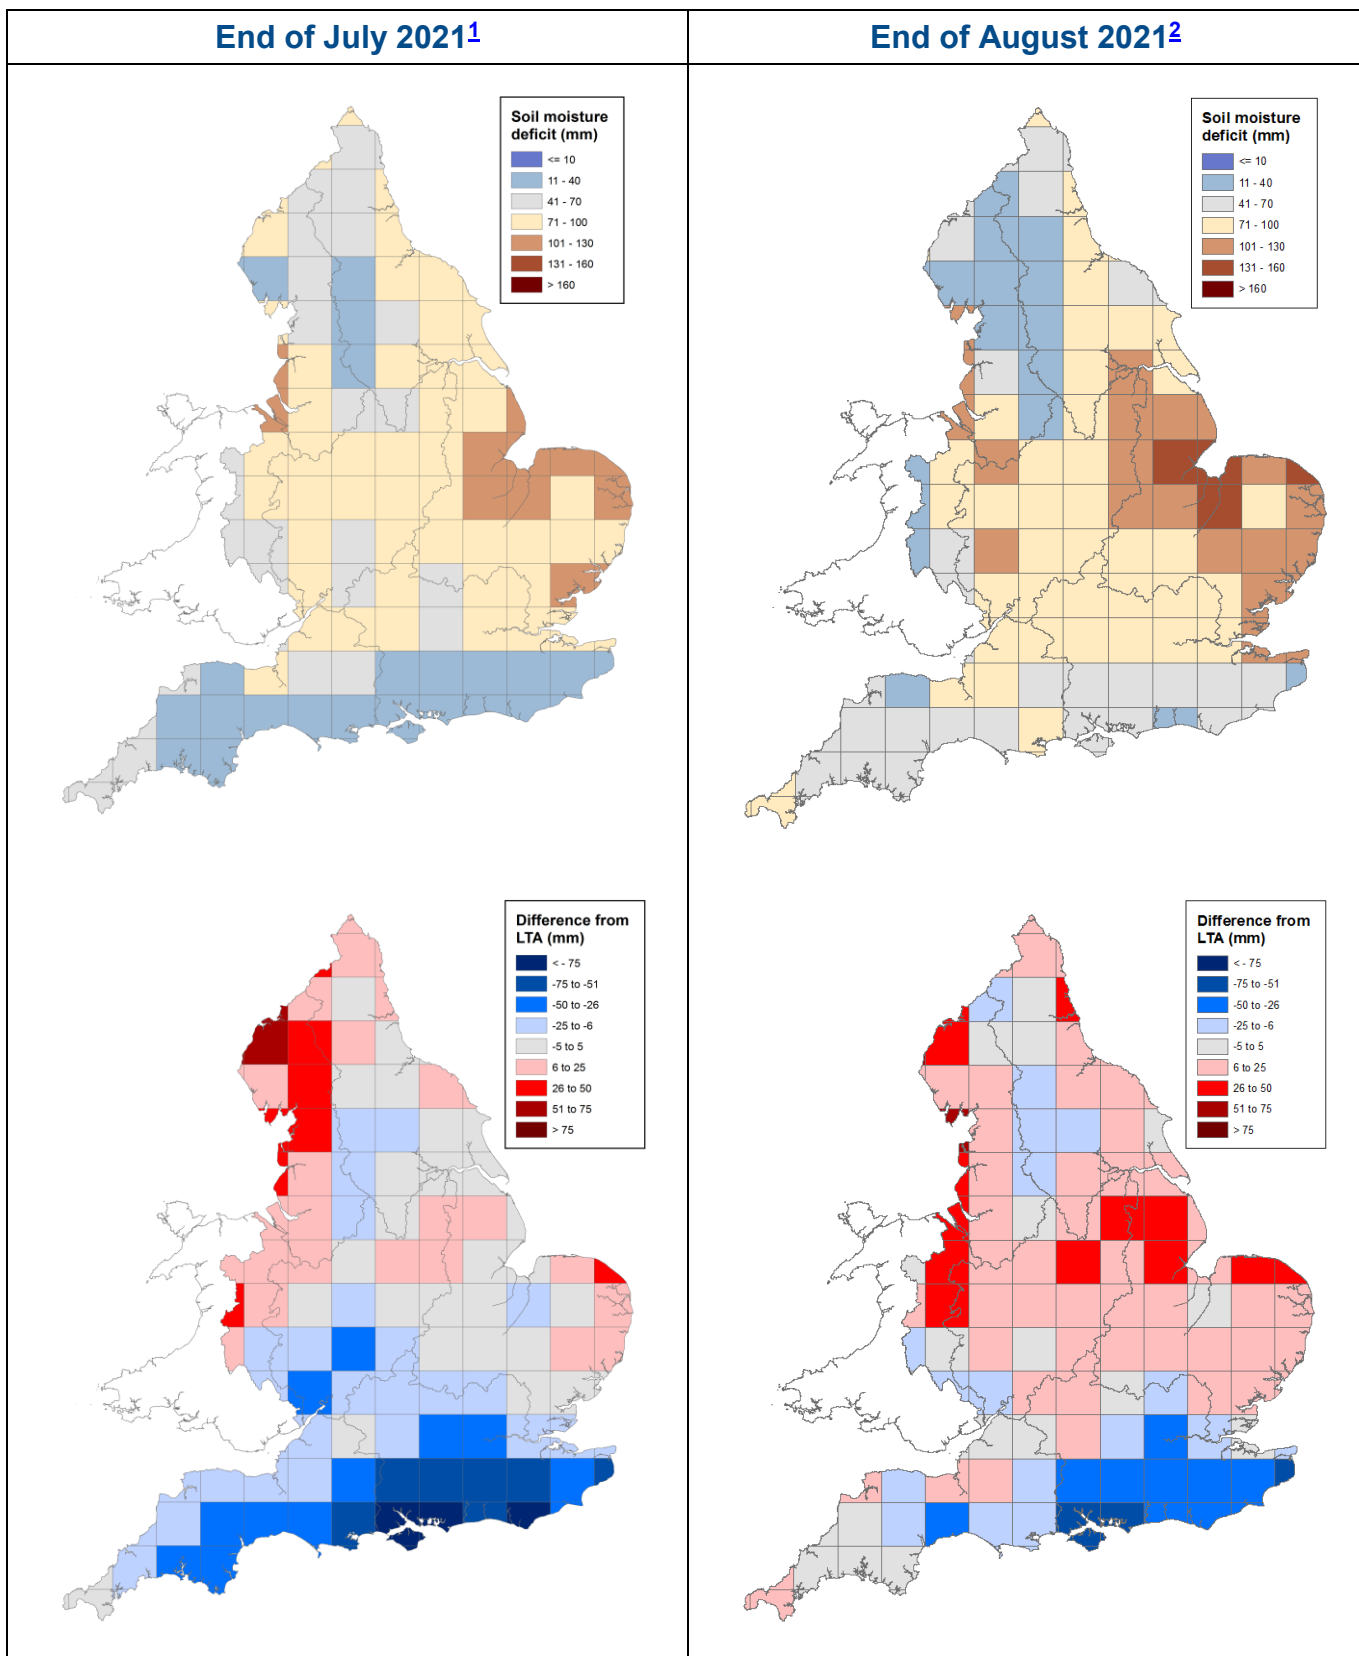 End of July 2021¹
End of August 2021²
Soil moisture
deficit (mm)
<= 10
11 - 40
41 - 70
71 - 100
101 - 130
131 - 160
> 160
Soil moisture
deficit (mm)
<= 10
11 - 40
41 - 70
71 - 100
101 - 130
131 - 160
> 160
Difference from
LTA (mm)
< - 75
-75 to -51
-50 to -26
-25 to -6
-5 to 5
6 to 25
26 to 50
51 to 75
> 75
Difference from
LTA (mm)
< - 75
-75 to -51
-50 to -26
-25 to -6
-5 to 5
6 to 25
26 to 50
51 to 75
> 75